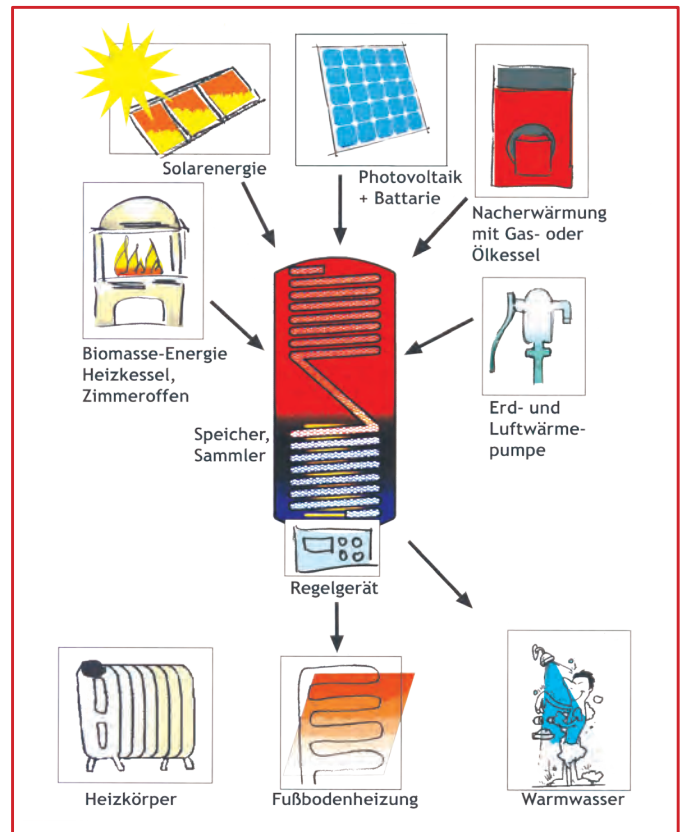 Solarenergie
Photovoltaik
+ Battarie
Nacherwärmung
mit Gas- oder
Ölkessel
Biomasse-Energie
Heizkessel,
Zimmeroffen
Erd- und
Luftwärme-
pumpe
Speicher,
Sammler
Regelgerät
Heizkörper
Fußbodenheizung
Warmwasser